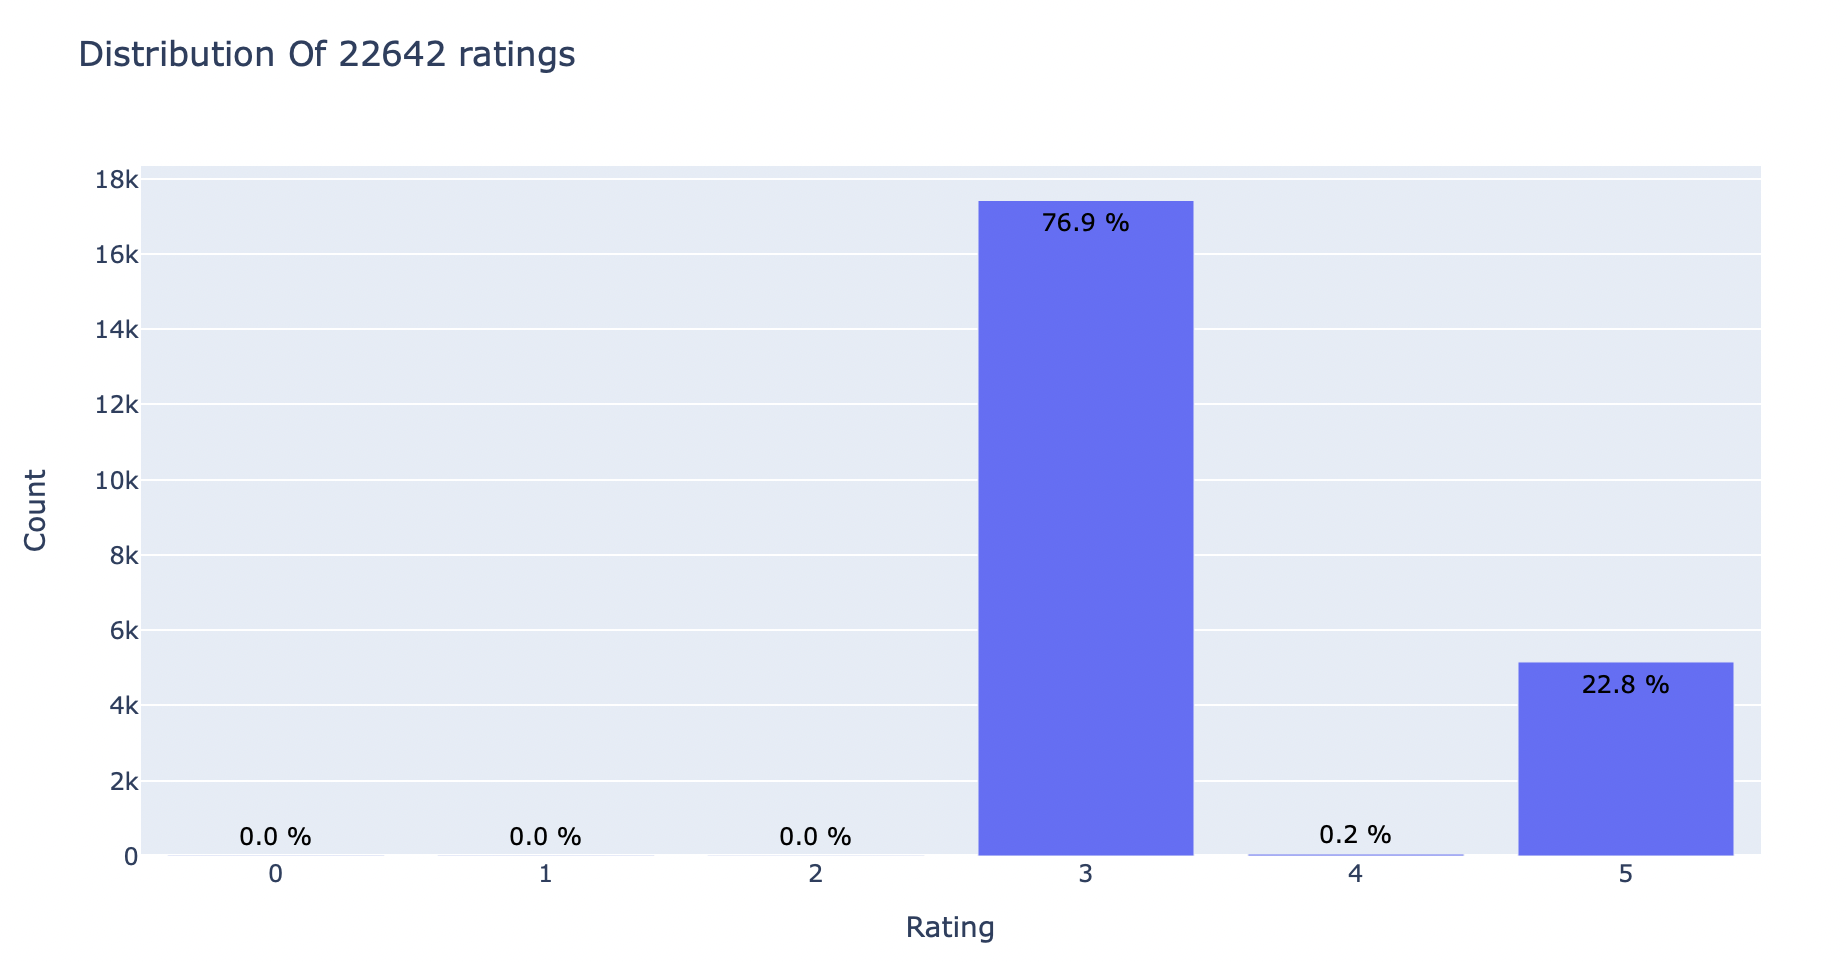 Distribution Of 22642 ratings
18k
16k
14k
12k
10k
8k
6k
4k
2k
0
Count
76.9 %
22.8 %
0.0 %
0.0 %
0.0 %
0.2 %
0
1
2
3
4
5
Rating